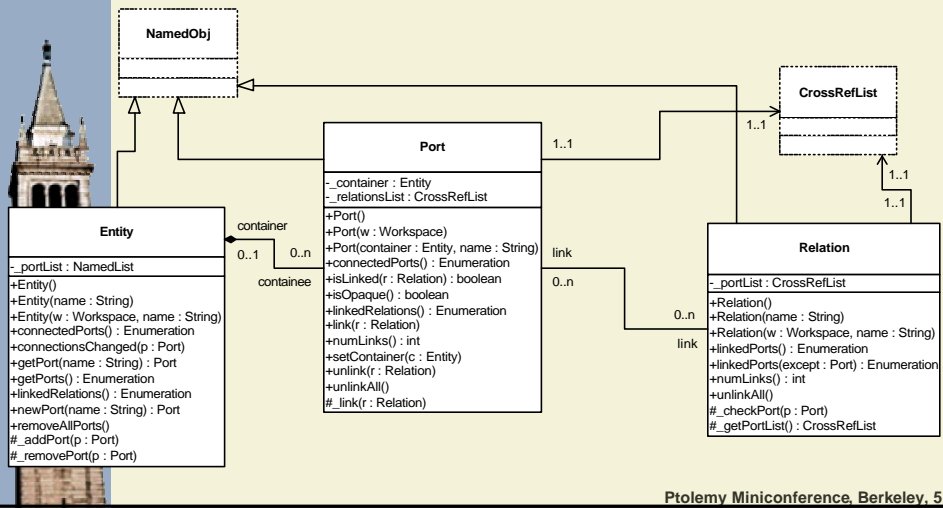 NamedObj
CrossRefList
1..1
1..1
1..1
Port
-_container : Entity
-_relationsList : CrossRefList
+Port()
+Port(w : Workspace)
+Port(container : Entity, name : String)
+connectedPorts() : Enumeration
+isLinked(r : Relation) : boolean
+isOpaque() : boolean
+linkedRelations() : Enumeration
+link(r : Relation)
+numLinks() : int
+setContainer(c : Entity)
+unlink(r : Relation)
+unlinkAll()
#_link(r : Relation)
Entity
-_portList : NamedList
+Entity()
+Entity(name : String)
+Entity(w : Workspace, name : String)
+connectedPorts() : Enumeration
+connectionsChanged(p : Port)
+getPort(name : String) : Port
+getPorts() : Enumeration
+linkedRelations() : Enumeration
+newPort(name : String) : Port
+removeAllPorts()
#_addPort(p : Port)
#_removePort(p : Port)
container
0..1
0..n
containee
link
0..n
0..n
link
Relation
-_portList : CrossRefList
+Relation()
+Relation(name : String)
+Relation(w : Workspace, name : String)
+linkedPorts() : Enumeration
+linkedPorts(except : Port) : Enumeration
+numLinks() : int
+unlinkAll()
#_checkPort(p : Port)
#_getPortList() : CrossRefList
Ptolemy Miniconference, Berkeley, 5